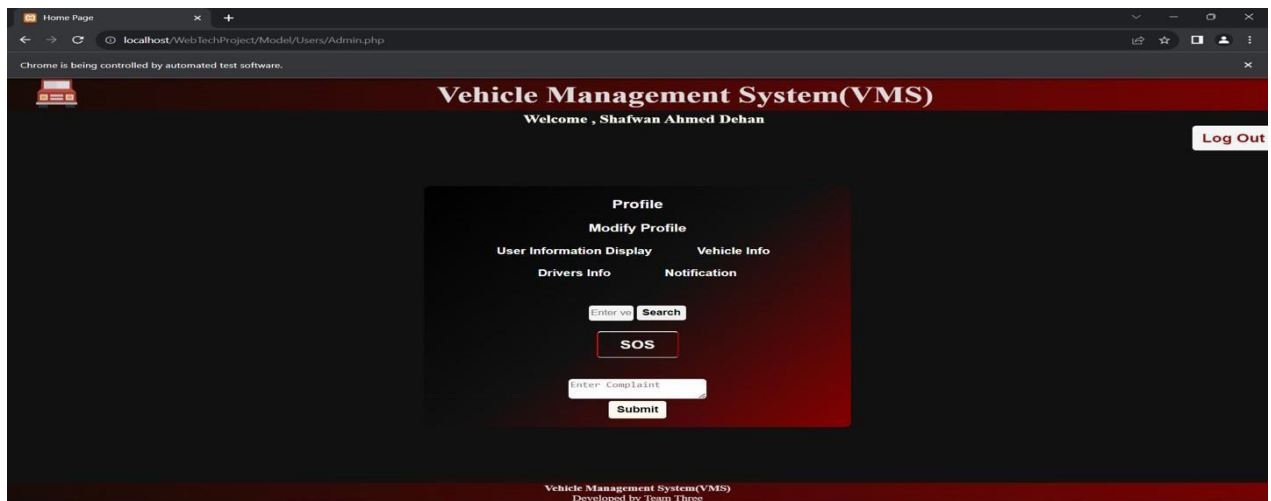 Home Page
localhost/WebTechProject/Model/Users/Admin.php
Chrome is being controlled by automated test software.
Vehicle Management System(VMS)
Welcome , Shafwan Ahmed Dehan
Log Out
Profile
Modify Profile
User Information Display Vehicle Info
Drivers Info Notification
Enter ve Search
SOS
Enter Complaint
Submit
Vehicle Management System(VMS)
Developed by Team Three